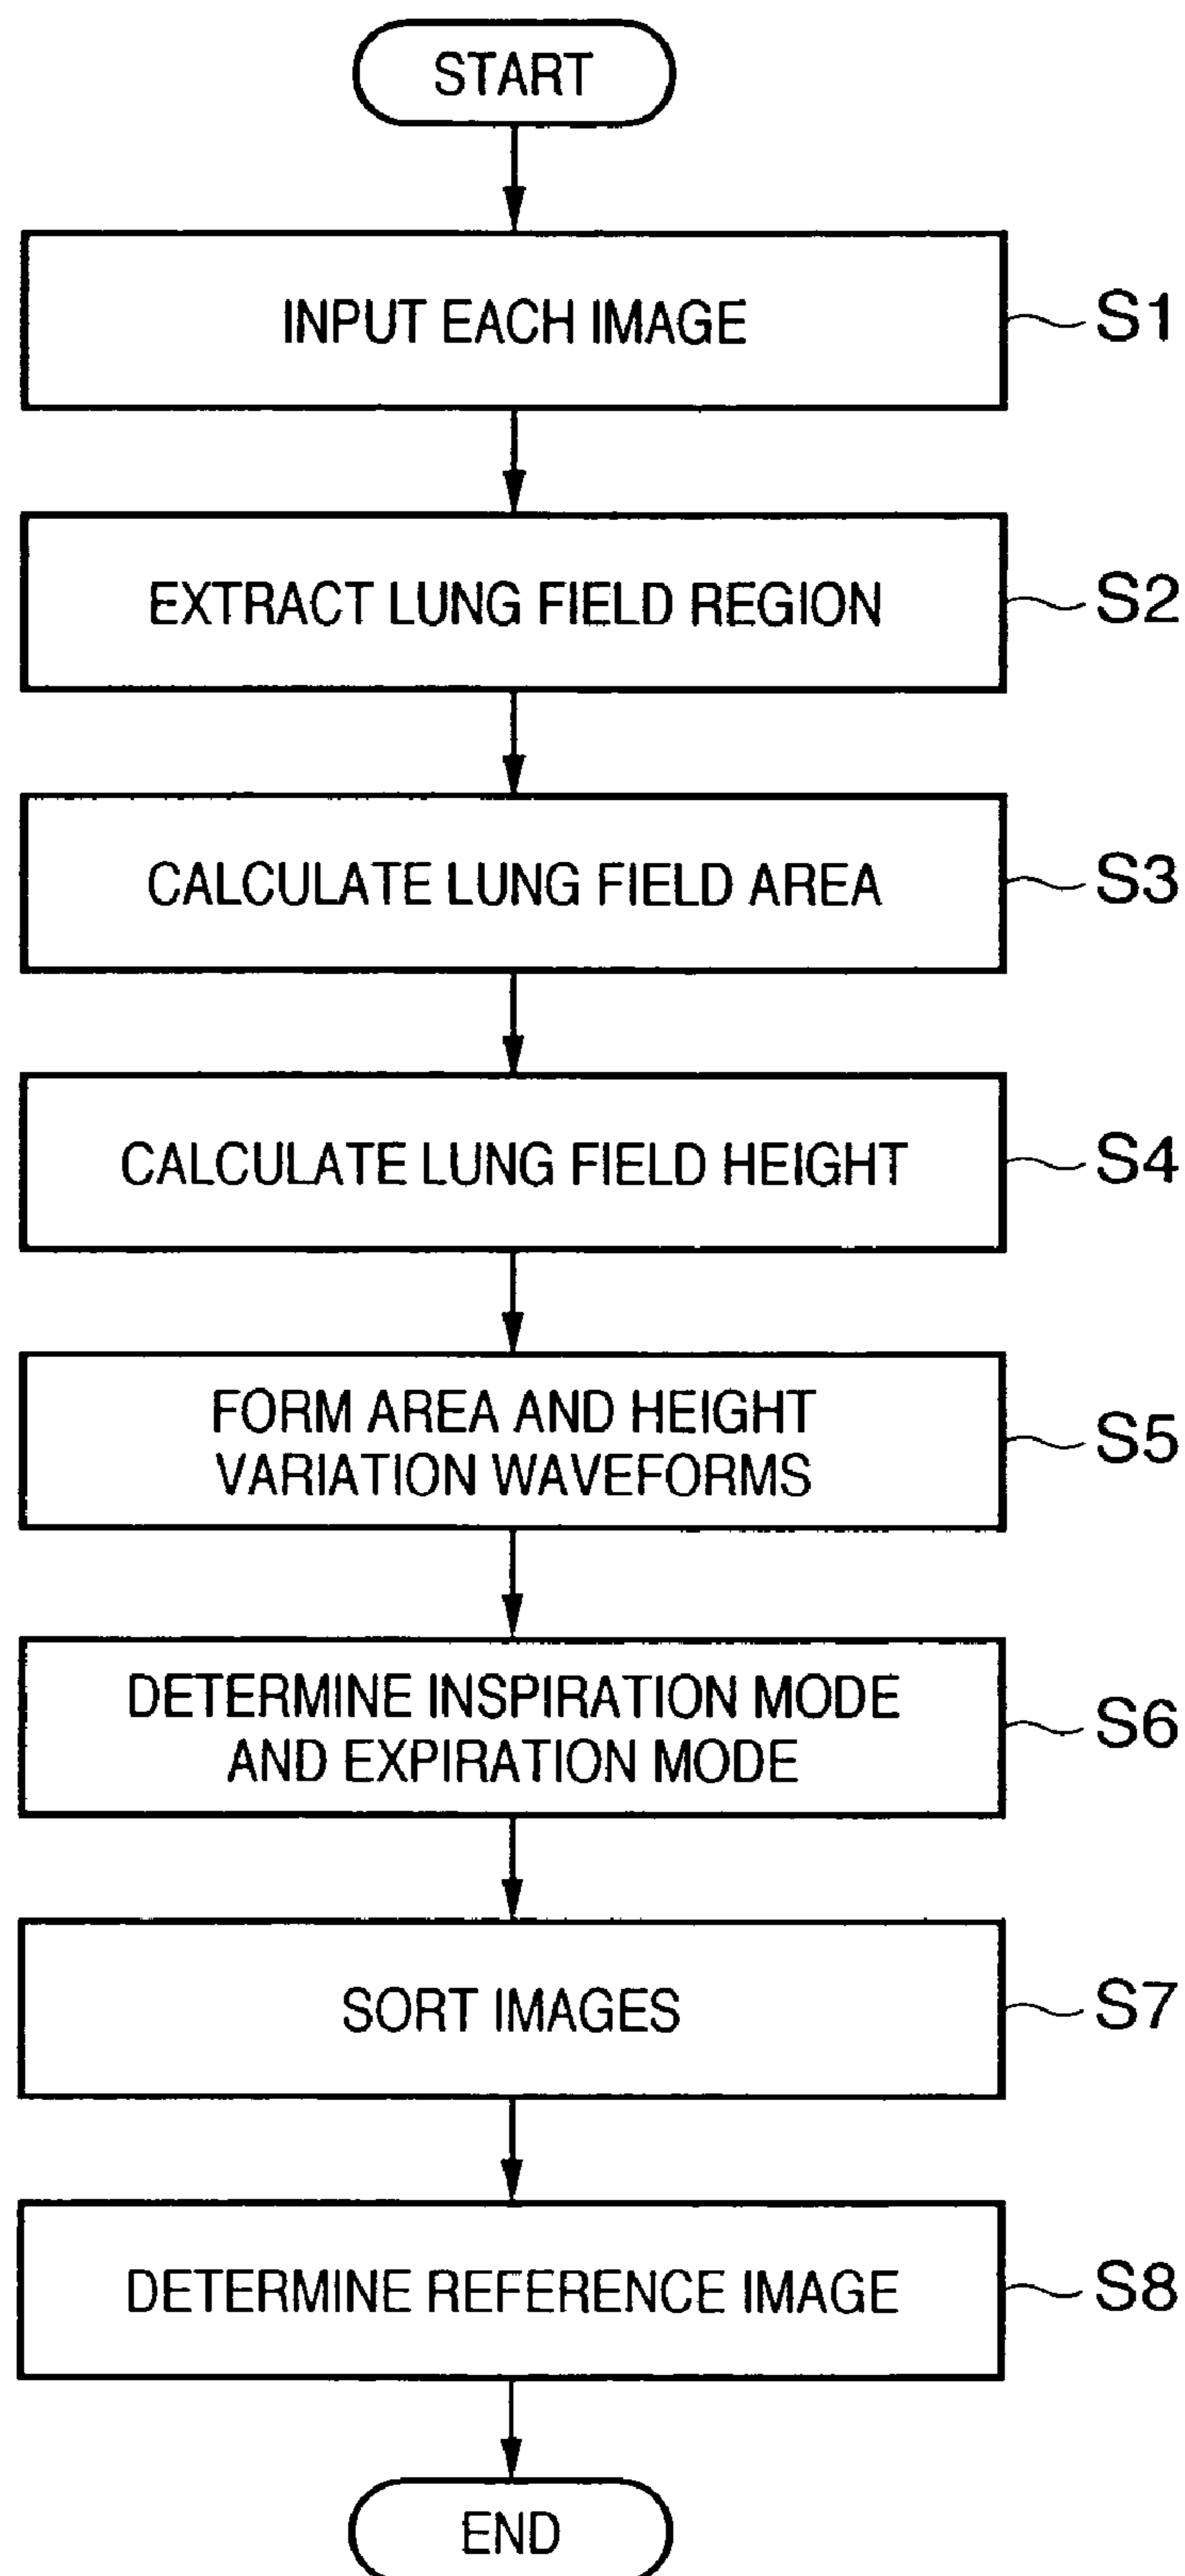 START
INPUT EACH IMAGE
S1
EXTRACT LUNG FIELD REGION
S2
CALCULATE LUNG FIELD AREA
S3
CALCULATE LUNG FIELD HEIGHT
S4
FORM AREA AND HEIGHT
VARIATION WAVEFORMS
S5
DETERMINE INSPIRATION MODE
AND EXPIRATION MODE
S6
SORT IMAGES
S7
DETERMINE REFERENCE IMAGE
S8
END